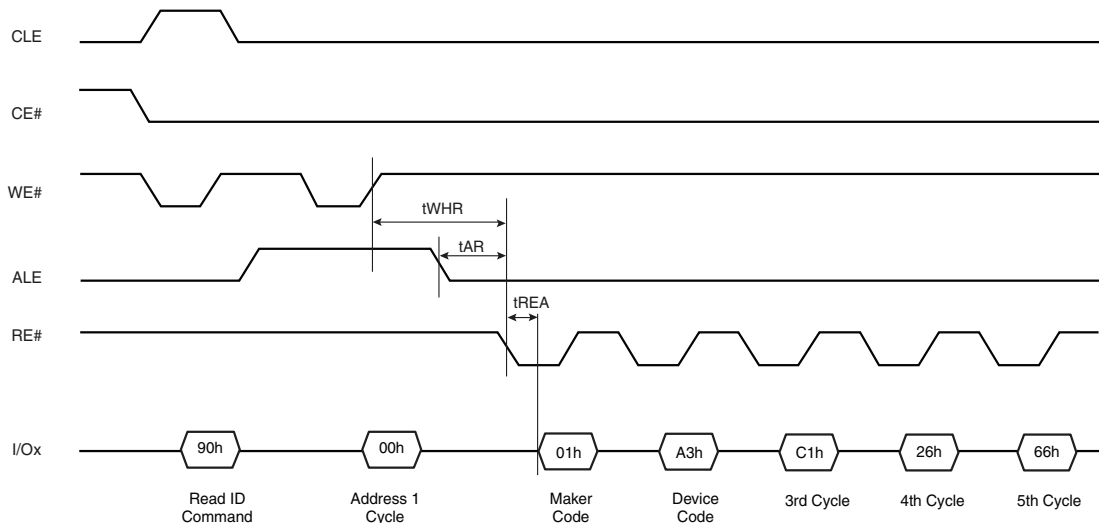 CLE
CE#
WE#
tWHR
tAR
ALE
tREA
RE#
I/Ox
90h
00h
01h
A3h
C1h
26h
66h
Read ID
Command
Address 1
Cycle
Maker
Code
Device
Code
3rd Cycle
4th Cycle
5th Cycle